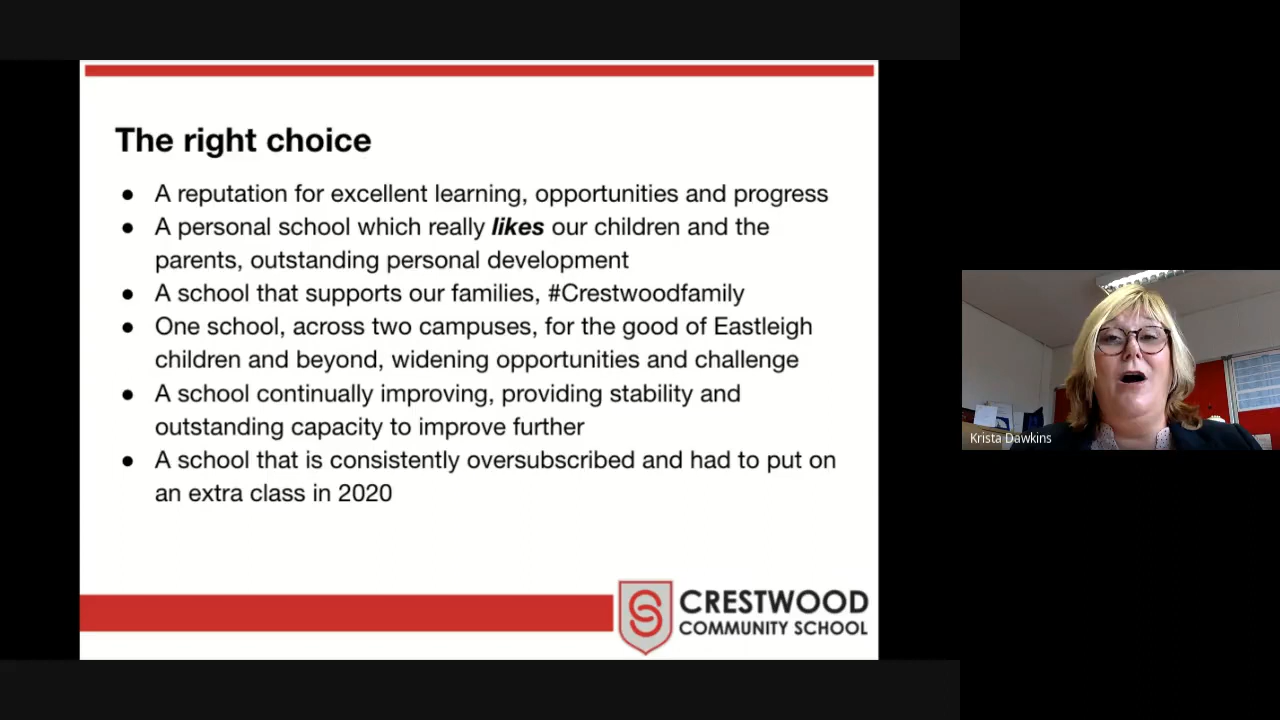 The right choice
● A reputation for excellent learning, opportunities and progress
● A personal school which really likes our children and the
parents, outstanding personal development
● A school that supports our families, #Crestwoodfamily
● One school, across two campuses, for the good of Eastleigh
children and beyond, widening opportunities and challenge
● A school continually improving, providing stability and
outstanding capacity to improve further
● A school that is consistently oversubscribed and had to put on
an extra class in 2020
CRESTWOOD
COMMUNITY SCHOOL
Krista Dawkins